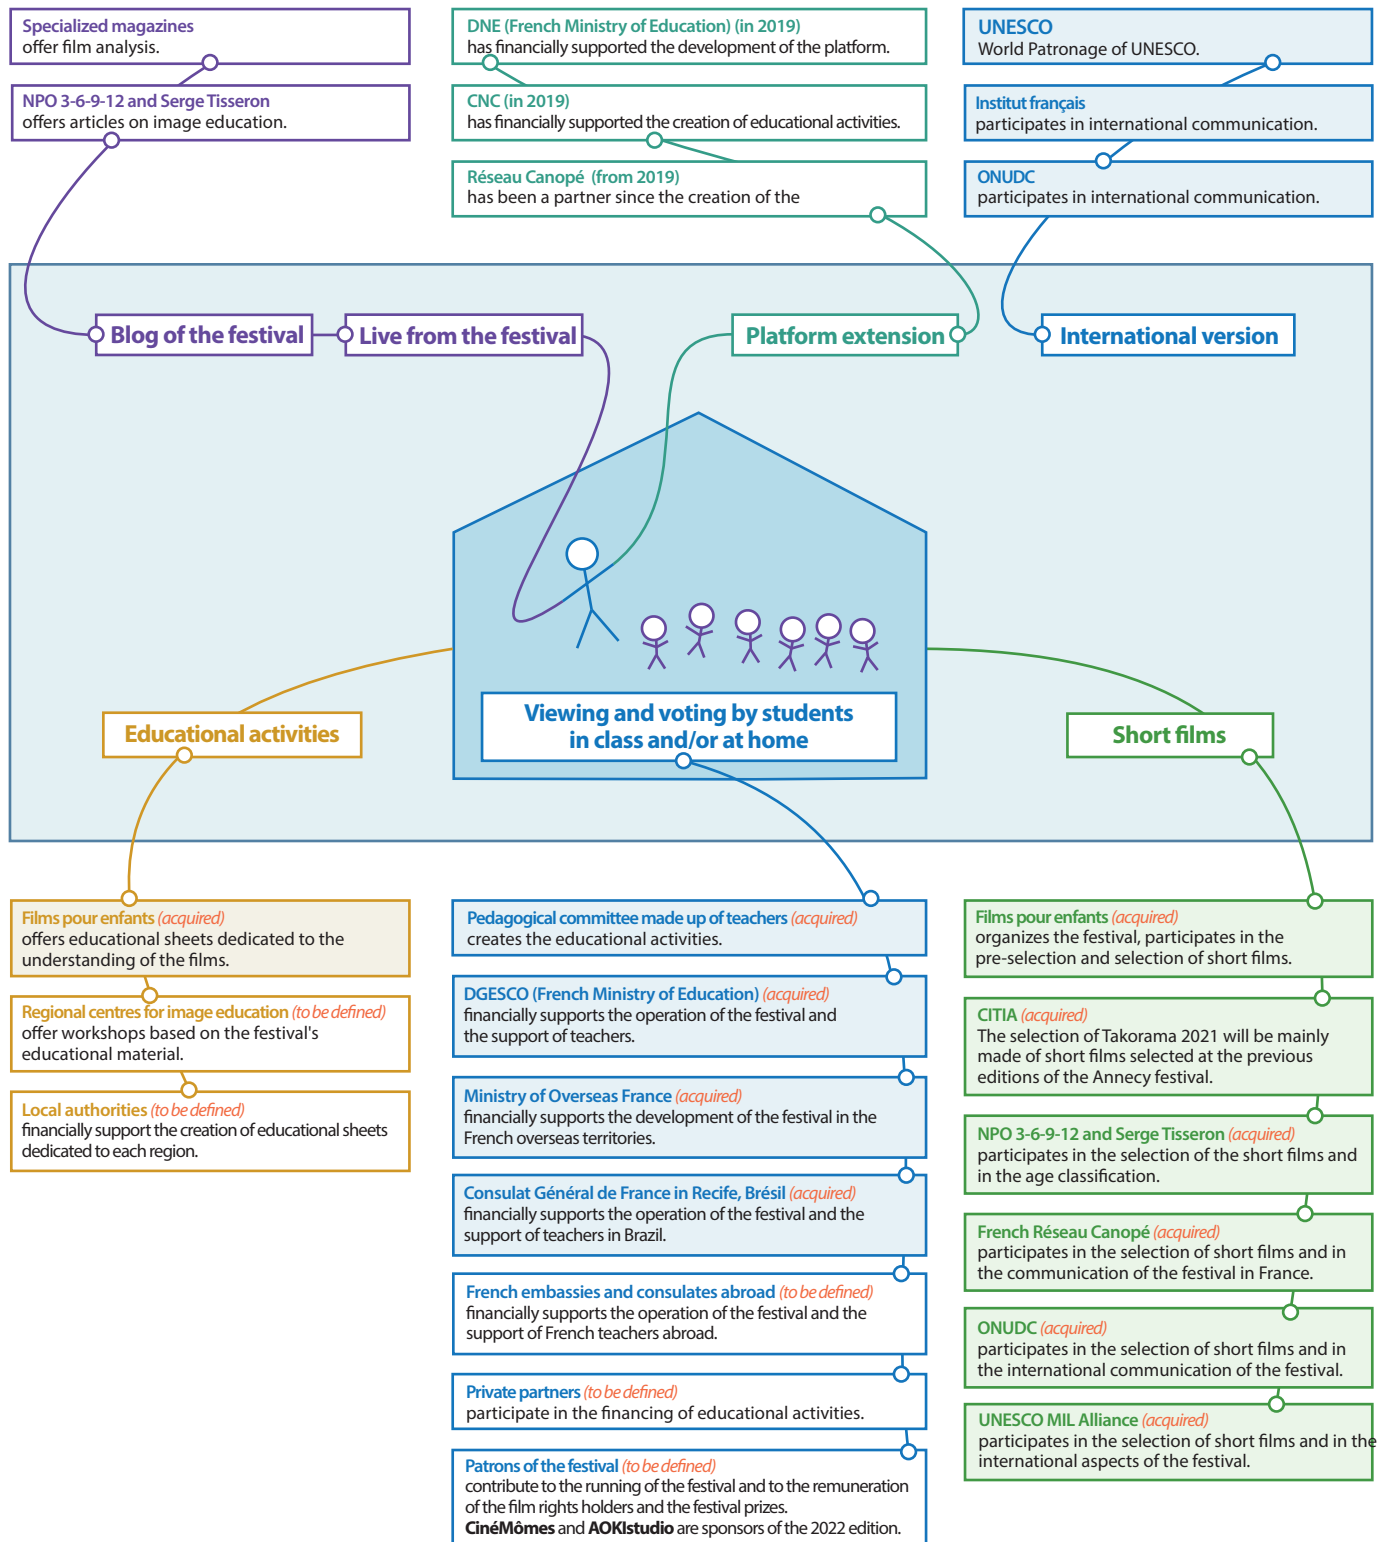 Specialized magazines
offer film analysis.
NPO 3-6-9-12 and Serge Tisseron
offers articles on image education.
DNE (French Ministry of Education) (in 2019)
has financially supported the development of the platform.
CNC (in 2019)
has financially supported the creation of educational activities.
Réseau Canopé (from 2019)
has been a partner since the creation of the
UNESCO
World Patronage of UNESCO.
Institut français
participates in international communication.
ONUDC
participates in international communication.
Blog of the festival
Live from the festival
Platform extension
International version
Educational activities
Viewing and voting by students
in class and/or at home
Short films
Films pour enfants (acquired)
offers educational sheets dedicated to the
understanding of the films.
Regional centres for image education (to be defined)
offer workshops based on the festival's
educational material.
Local authorities (to be defined)
financially support the creation of educational sheets
dedicated to each region.
Pedagogical committee made up of teachers (acquired)
creates the educational activities.
DGESCO (French Ministry of Education) (acquired)
financially supports the operation of the festival and
the support of teachers.
Ministry of Overseas France (acquired)
financially supports the development of the festival in the
French overseas territories.
Consulat Général de France in Recife, Brésil (acquired)
financially supports the operation of the festival and the
support of teachers in Brazil.
French embassies and consulates abroad (to be defined)
financially supports the operation of the festival and the
support of French teachers abroad.
Private partners (to be defined)
participate in the financing of educational activities.
Patrons of the festival (to be defined)
contribute to the running of the festival and to the remuneration
of the film rights holders and the festival prizes.
CinéMômes and AOKIstudio are sponsors of the 2022 edition.
Films pour enfants (acquired)
organizes the festival, participates in the
pre-selection and selection of short films.
CITIA (acquired)
The selection of Takorama 2021 will be mainly
made of short films selected at the previous
editions of the Annecy festival.
NPO 3-6-9-12 and Serge Tisseron (acquired)
participates in the selection of the short films and
in the age classification.
French Réseau Canopé (acquired)
participates in the selection of short films and in
the communication of the festival in France.
ONUDC (acquired)
participates in the selection of short films and in
the international communication of the festival.
UNESCO MIL Alliance (acquired)
participates in the selection of short films and in the
international aspects of the festival.